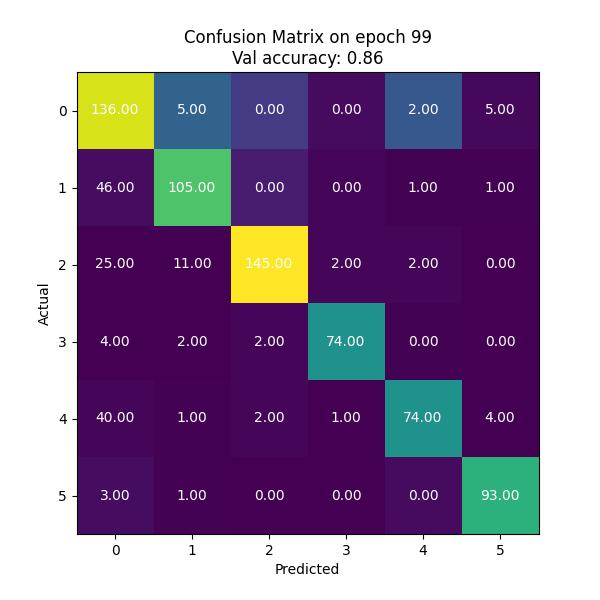 Confusion Matrix on epoch 99
Val accuracy: 0.86
Actual
0 136.00 5.00 0.00 0.00 2.00 5.00
1 46.00 105.00 0.00 0.00 1.00 1.00
2 25.00 11.00 145.00 2.00 2.00 0.00
3 4.00 2.00 2.00 74.00 0.00 0.00
4 40.00 1.00 2.00 1.00 74.00 4.00
5 3.00 1.00 0.00 0.00 0.00 93.00
0 1 2 3 4 5
Predicted